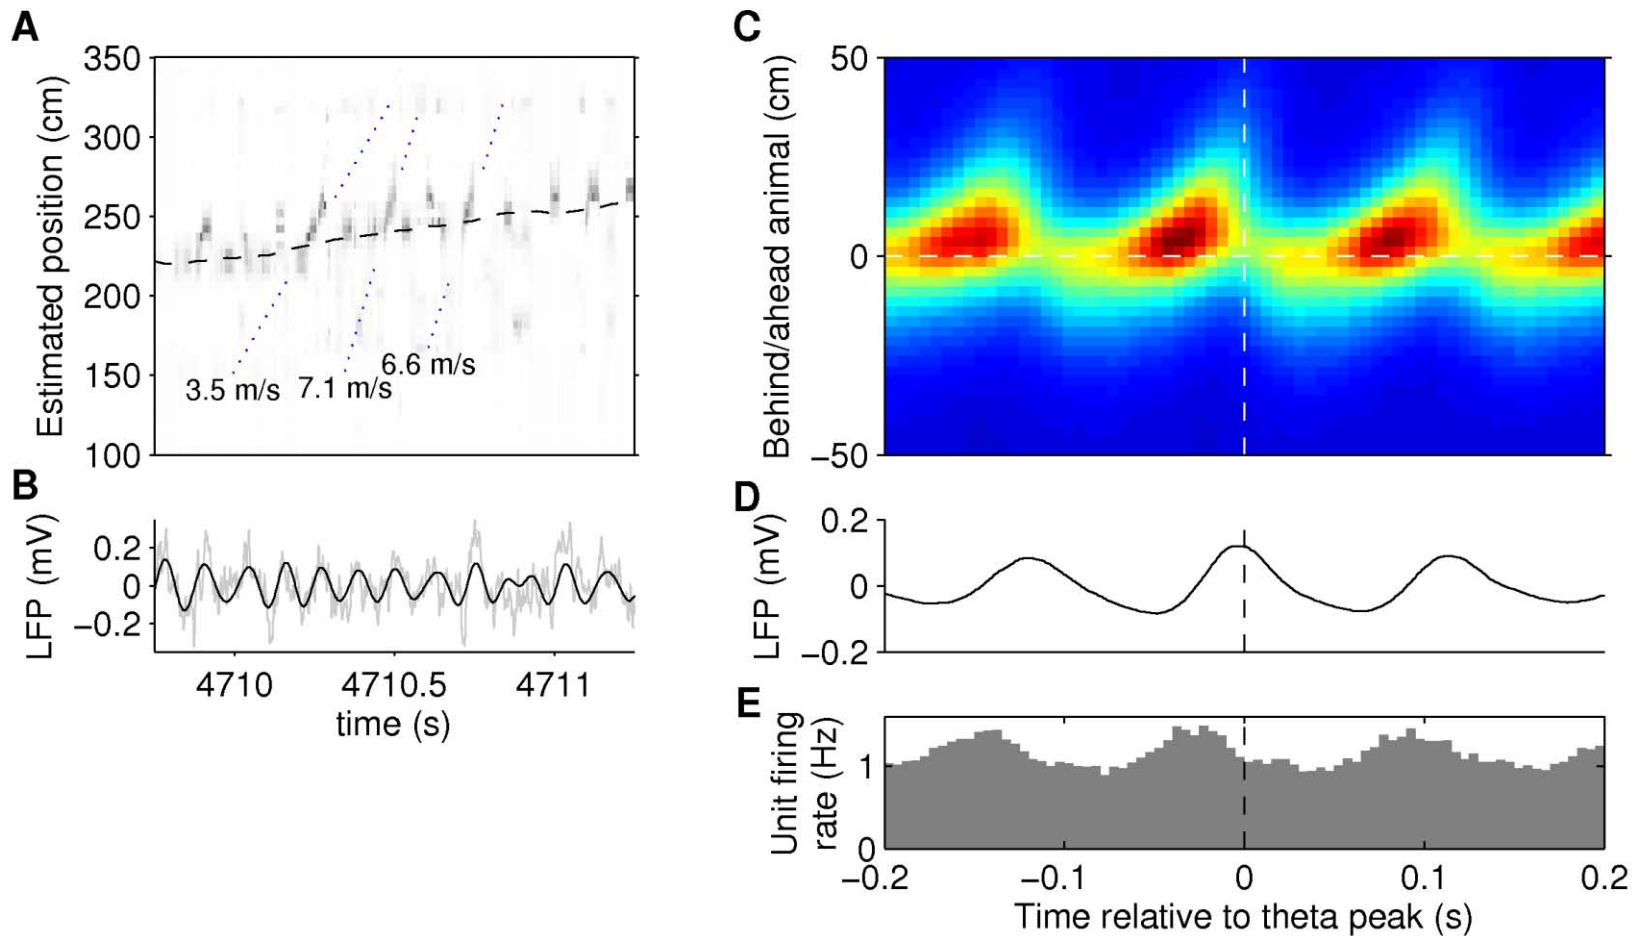 A
Estimated position (cm)
350
300
250
200
150
100
3.5 m/s
7.1 m/s
6.6 m/s
B
LFP (mV)
0.2
0
−0.2
4710
4710.5
4711
time (s)
C
Behind/ahead animal (cm)
50
0
−50
D
LFP (mV)
0.2
0
−0.2
E
Unit firing
rate (Hz)
1
0
−0.2
−0.1
0
0.1
0.2
Time relative to theta peak (s)